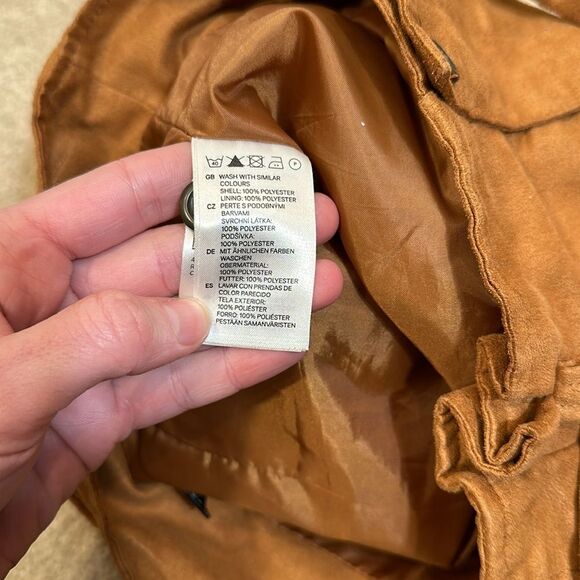 40 P
GB WASH WITH SIMILAR
COLOURS
SHELL: 100% POLYESTER
LINING: 100% POLYESTER
CZ PERTE S PODOBNÝMI
BARVAMI
SVRCHNÍ LÁTKA:
100% POLYESTER
PODŠÍVKA:
100% POLYESTER
DE MIT ÄHNLICHEN FARBEN
WASCHEN
OBERMATERIAL:
100% POLYESTER
FUTTER: 100% POLYESTER
ES LAVAR CON PRENDAS DE
COLOR PARECIDO
TELA EXTERIOR:
100% POLIÉSTER
FORRO: 100% POLIÉSTER
PESTÄÄN SAMANVÄRISTEN
4
R
C